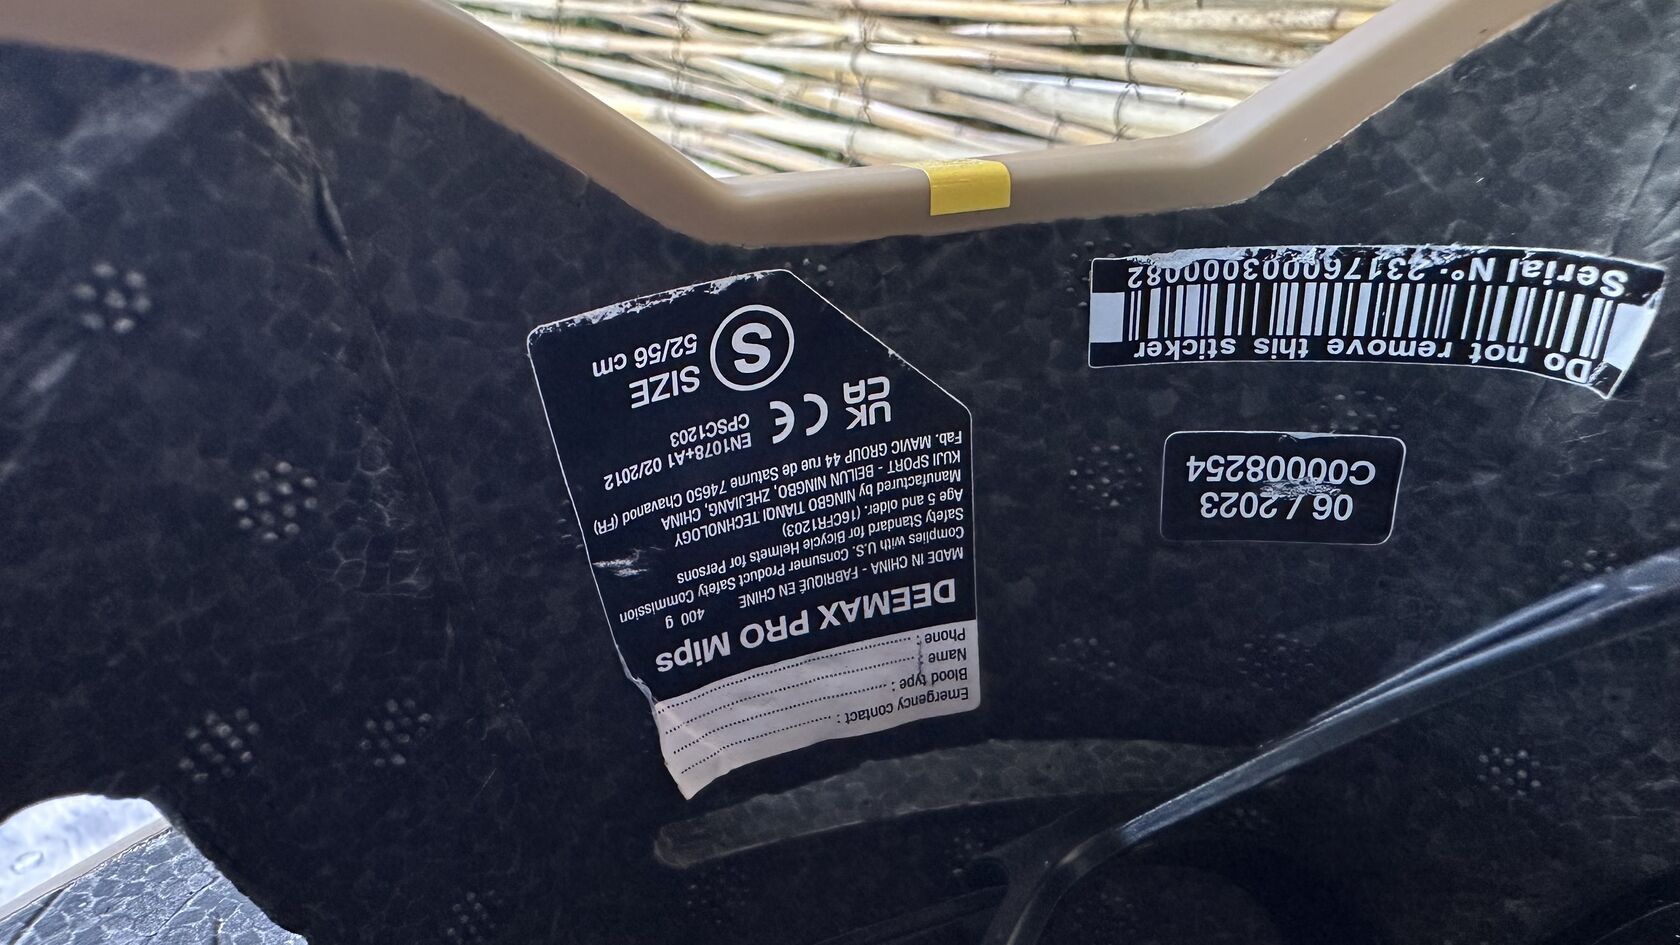 Emergency contact :
Blood type :
Name :
Phone :
DEEMAX PRO Mips
MADE IN CHINA - FABRIQUÉ EN CHINE 400 g
Complies with U.S. Consumer Product Safety Commission
Safety Standard for Bicycle Helmets for Persons
Age 5 and older. (16CFR1203)
Manufactured by NINGBO TIANQI TECHNOLOGY
KUJI SPORT - BEILUN NINGBO, ZHEJIANG, CHINA
Fab. MAVIC GROUP 44 rue de Saturne 74650 Chavanod (FR)
UK
CA
CE
EN1078+A1 02/2012
CPSC1203
SIZE
52/56 cm
S
06 / 2023
C00008254
Do not remove this sticker
Serial N°: 231760003000082